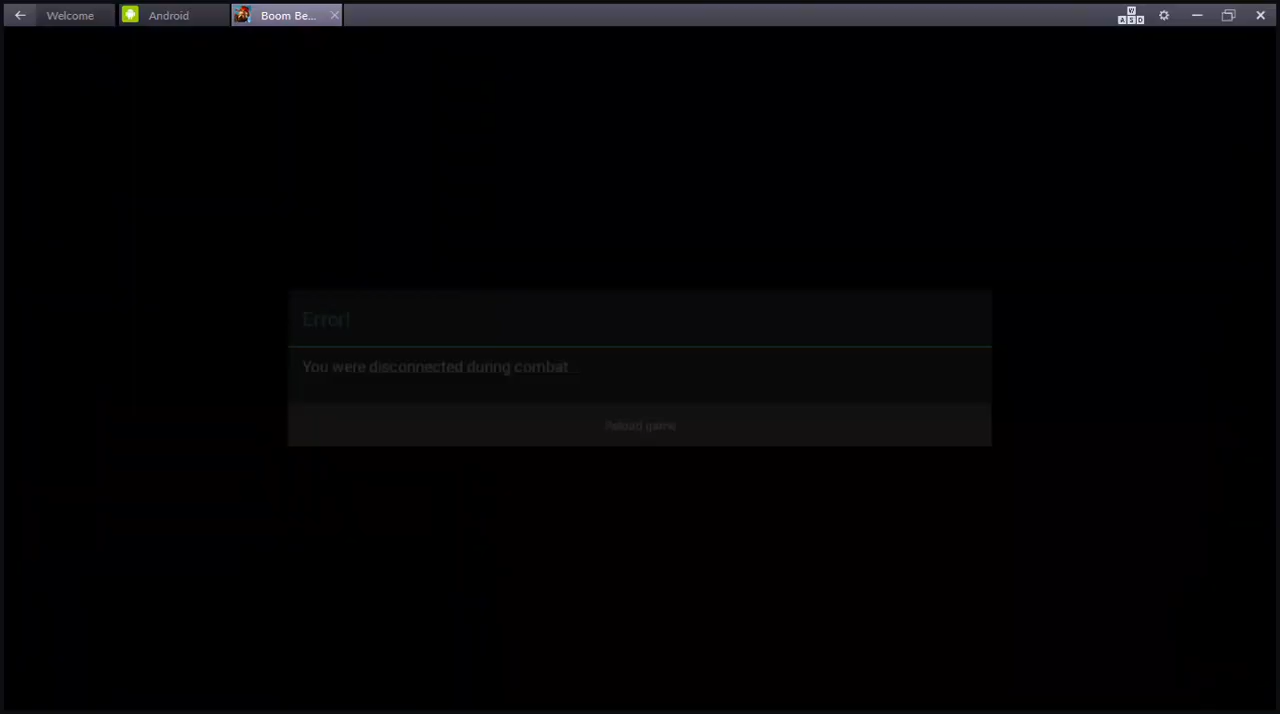 Welcome
Android
Boom Be...
W
A S D
Error!
You were disconnected during combat...
Reload game